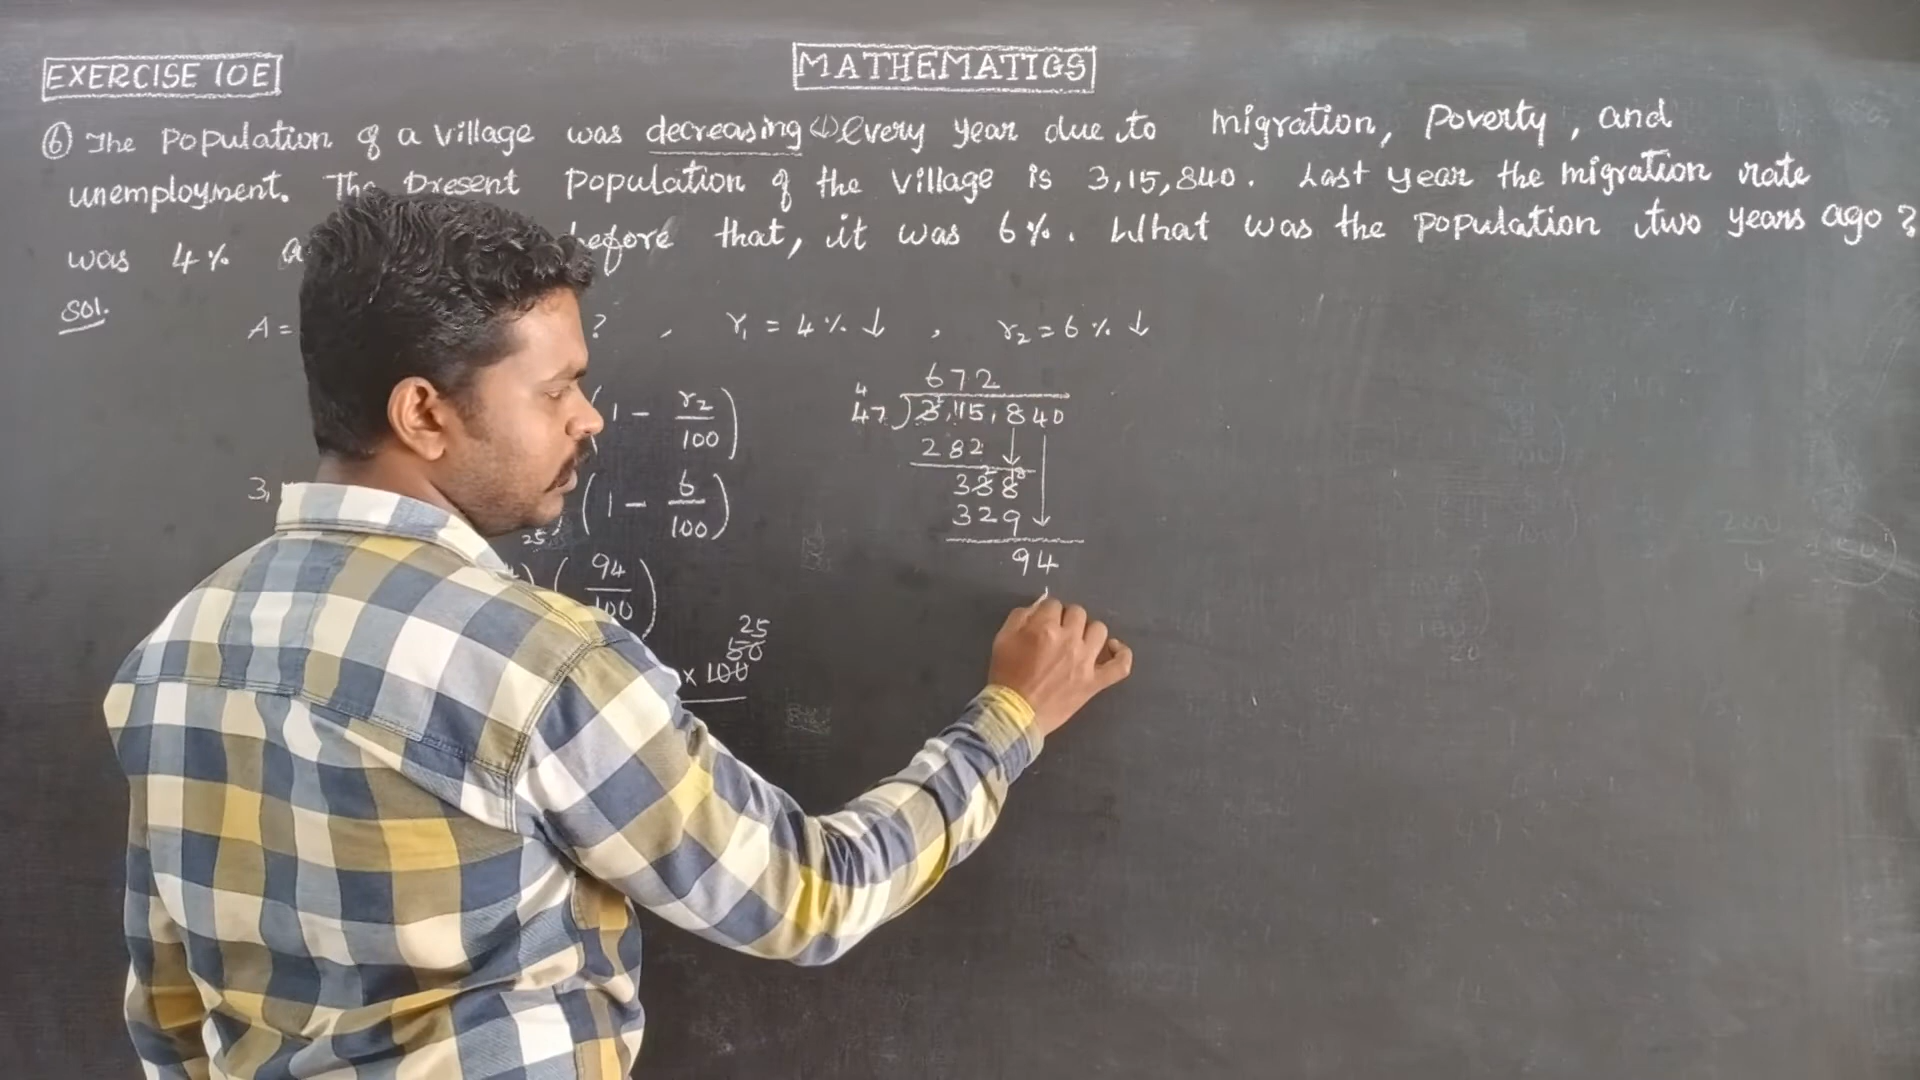 EXERCISE 10E
MATHEMATICS
⑥ The Population of a Village was decreasing (↓) every year due to migration, Poverty, and
unemployment. The Present Population of the Village is 3,15,840. Last year the migration rate
was 4% before that, it was 6%. What was the population two years ago?
Sol.
A = ? , r₁ = 4% ↓ , r₂ = 6% ↓
672
4
(1 - r₂/100)
47) 3,115,840
282
3, (1 - 6/100)
338
329
25
94
(94/100)
25
50
× 100